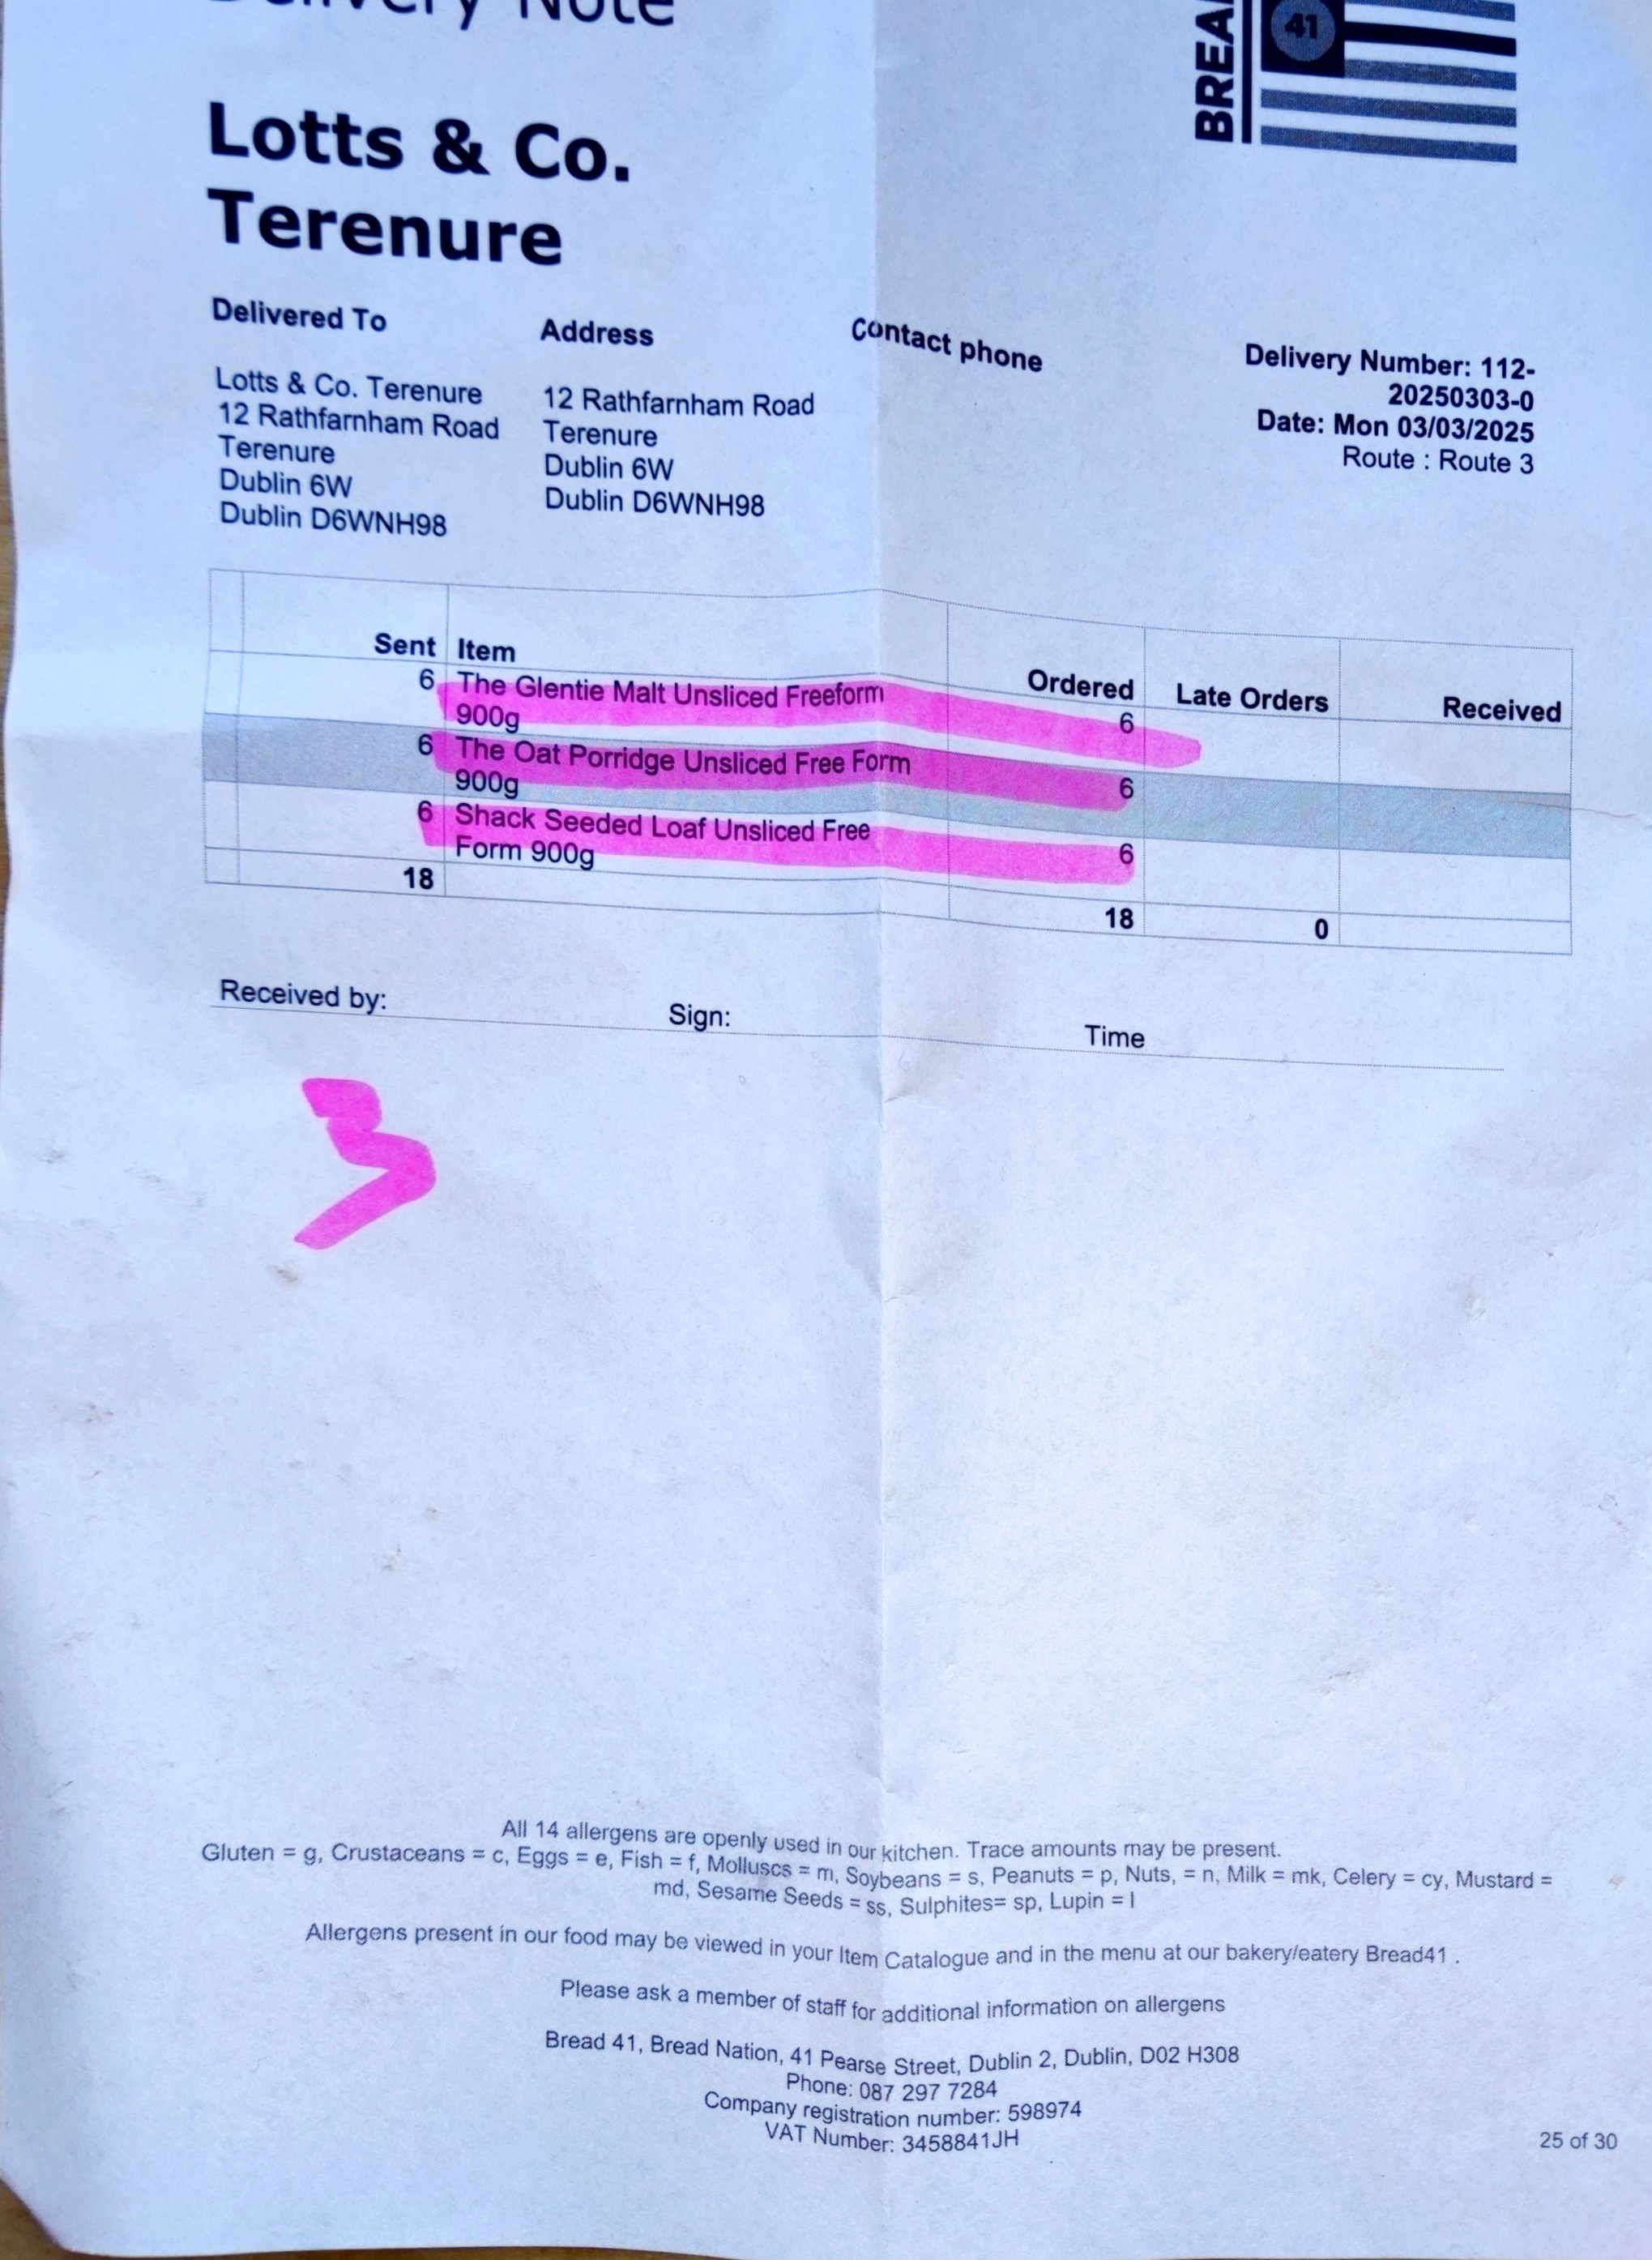 Delivery Note
BREA
41
Lotts & Co.
Terenure
Delivered To
Lotts & Co. Terenure
12 Rathfarnham Road
Terenure
Dublin 6W
Dublin D6WNH98
Address
12 Rathfarnham Road
Terenure
Dublin 6W
Dublin D6WNH98
Contact phone
Delivery Number: 112-
20250303-0
Date: Mon 03/03/2025
Route : Route 3
Sent Item Ordered Late Orders Received
6 The Glentie Malt Unsliced Freeform 6
900g
6 The Oat Porridge Unsliced Free Form 6
900g
6 Shack Seeded Loaf Unsliced Free 6
Form 900g
18 18 0
Received by: Sign: Time
3
All 14 allergens are openly used in our kitchen. Trace amounts may be present.
Gluten = g, Crustaceans = c, Eggs = e, Fish = f, Molluscs = m, Soybeans = s, Peanuts = p, Nuts, = n, Milk = mk, Celery = cy, Mustard =
md, Sesame Seeds = ss, Sulphites= sp, Lupin = l
Allergens present in our food may be viewed in your Item Catalogue and in the menu at our bakery/eatery Bread41 .
Please ask a member of staff for additional information on allergens
Bread 41, Bread Nation, 41 Pearse Street, Dublin 2, Dublin, D02 H308
Phone: 087 297 7284
Company registration number: 598974
VAT Number: 3458841JH
25 of 30